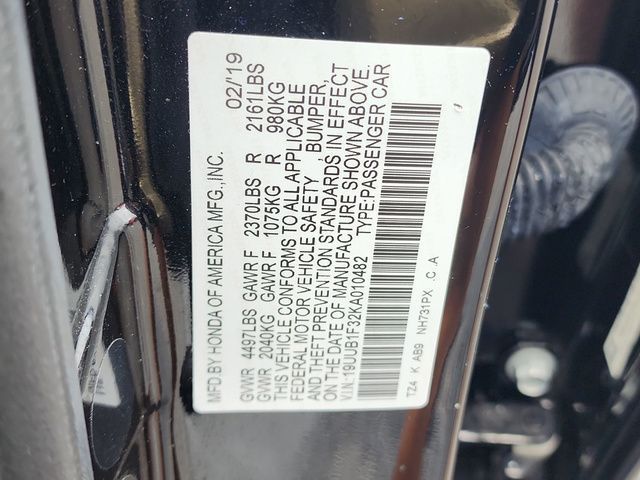 MFD.BY HONDA OF AMERICA MFG.,INC. 02/'19
GVWR 4497LBS GAWR F 2370LBS R 2161LBS
GVWR 2040KG GAWR F 1075KG R 980KG
THIS VEHICLE CONFORMS TO ALL APPLICABLE
FEDERAL MOTOR VEHICLE SAFETY , BUMPER,
AND THEFT PREVENTION STANDARDS IN EFFECT
ON THE DATE OF MANUFACTURE SHOWN ABOVE.
V.I.N.:19UUB1F32KA010482 TYPE:PASSENGER CAR
TZ4 K AB9 NH731PX .C .A